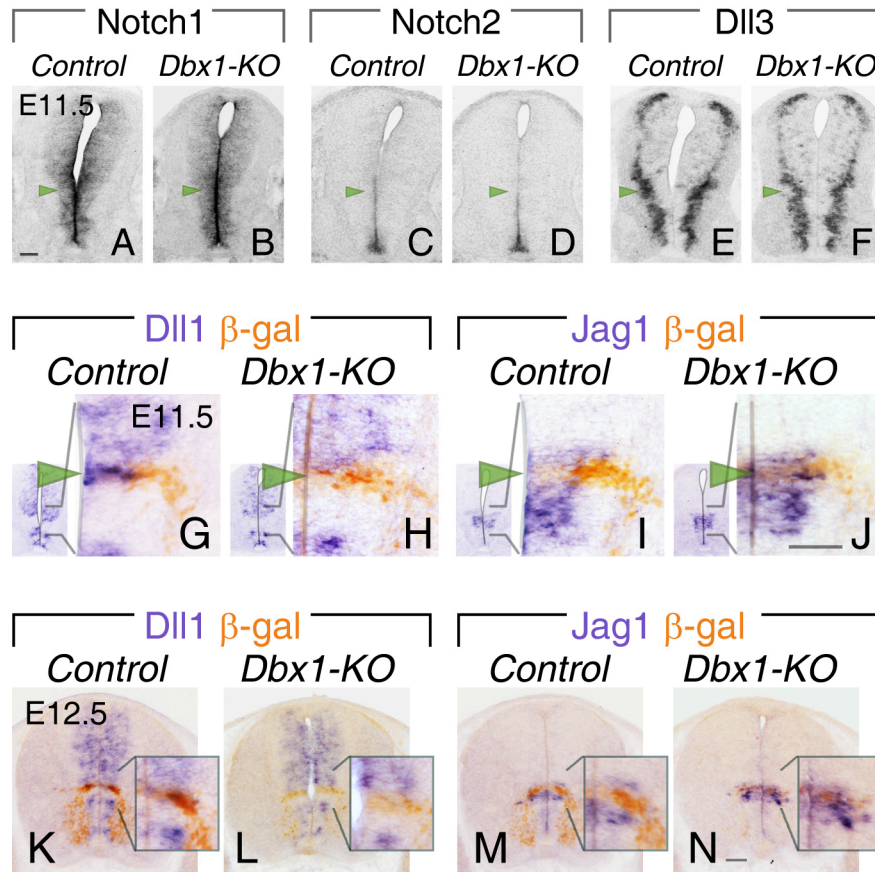 Notch1 Notch2 Dll3
Control Dbx1-KO Control Dbx1-KO Control Dbx1-KO
E11.5
A B C D E F
Dll1 β-gal Jag1 β-gal
Control Dbx1-KO Control Dbx1-KO
E11.5
G H I J
Dll1 β-gal Jag1 β-gal
Control Dbx1-KO Control Dbx1-KO
E12.5
K L M N